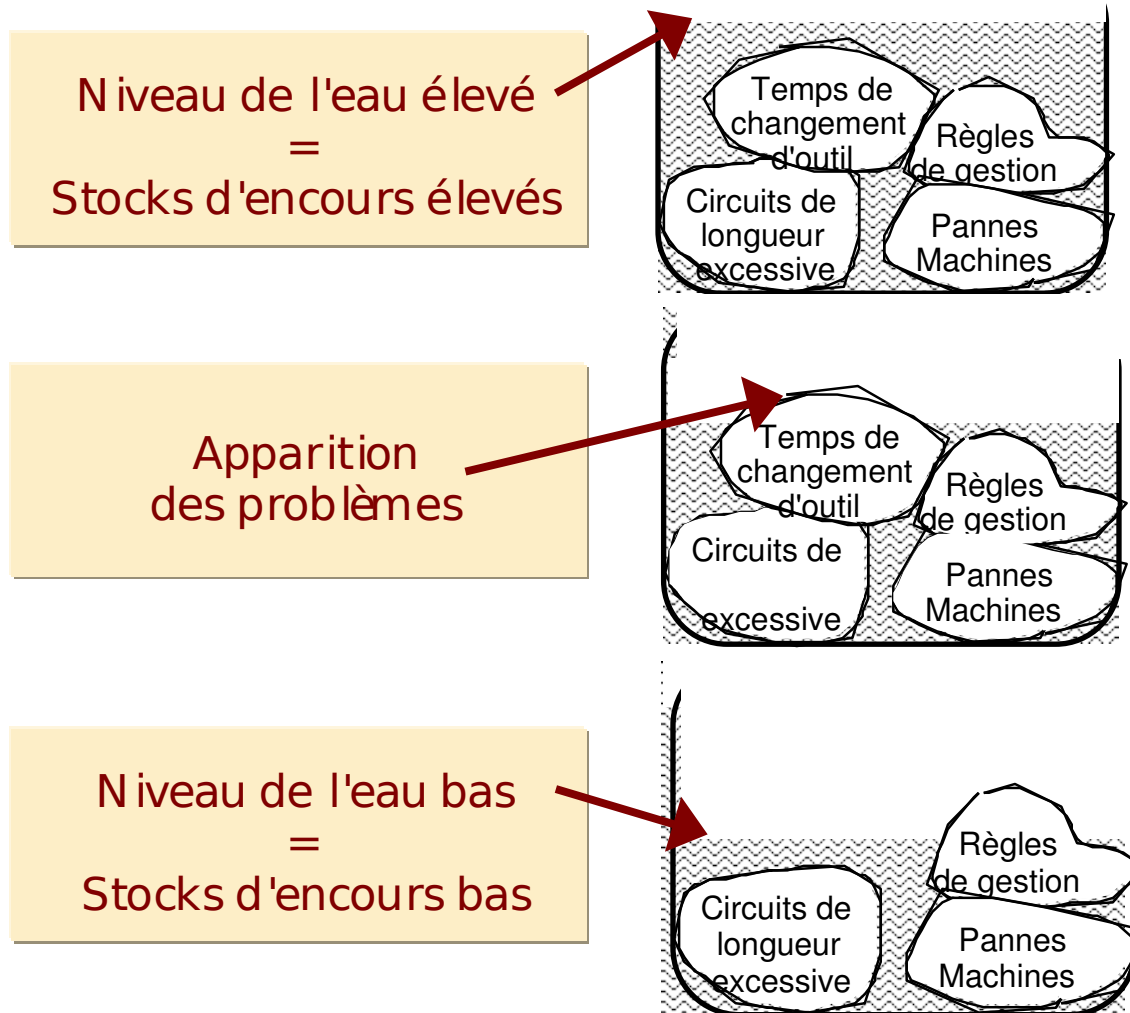 Niveau de l'eau élevé
=
Stocks d'encours élevés
Temps de
changement
d'outil
Règles
de gestion
Circuits de
longueur
excessive
Pannes
Machines
Apparition
des problèmes
Temps de
changement
d'outil
Règles
de gestion
Circuits de
excessive
Pannes
Machines
Niveau de l'eau bas
=
Stocks d'encours bas
Règles
de gestion
Circuits de
longueur
excessive
Pannes
Machines